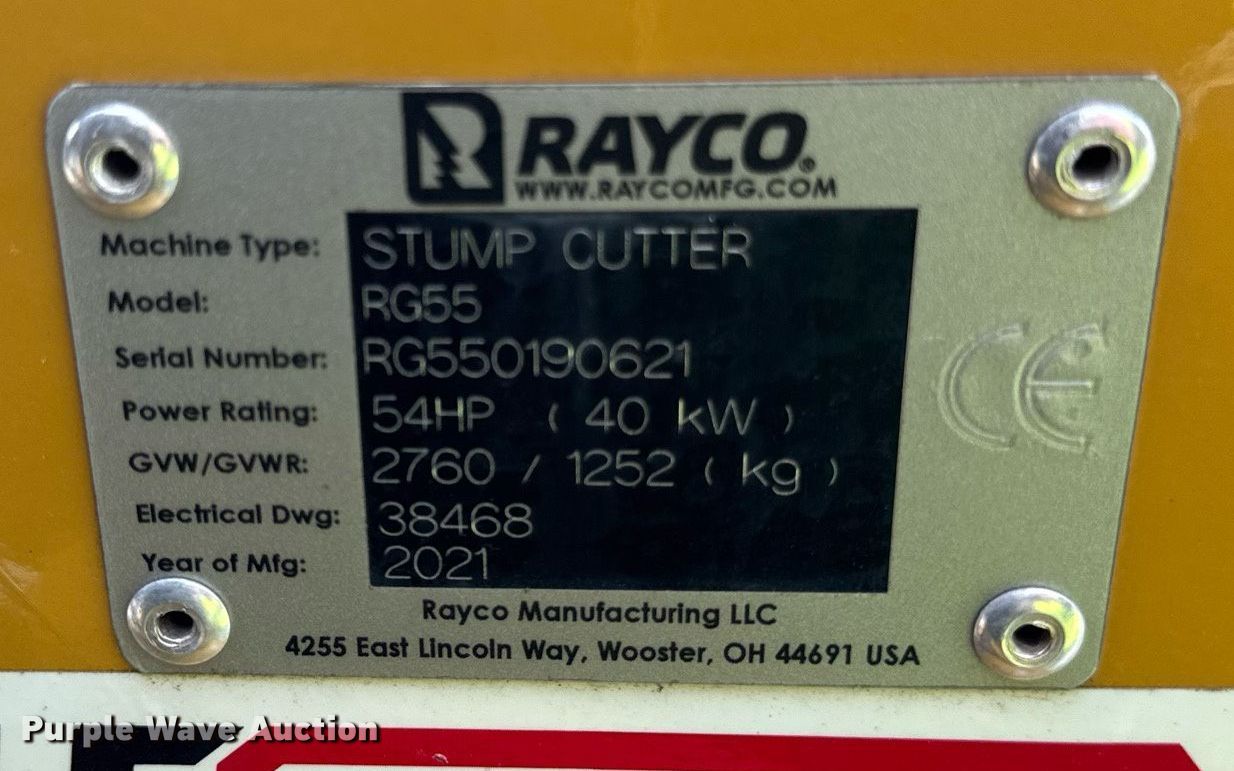 RAYCO®
WWW.RAYCOMFG.COM
Machine Type: STUMP CUTTER
Model: RG55
Serial Number: RG550190621
Power Rating: 54HP ( 40 kW )
GVW/GVWR: 2760 / 1252 ( kg )
Electrical Dwg: 38468
Year of Mfg: 2021
CE
Rayco Manufacturing LLC
4255 East Lincoln Way, Wooster, OH 44691 USA
Purple Wave Auction